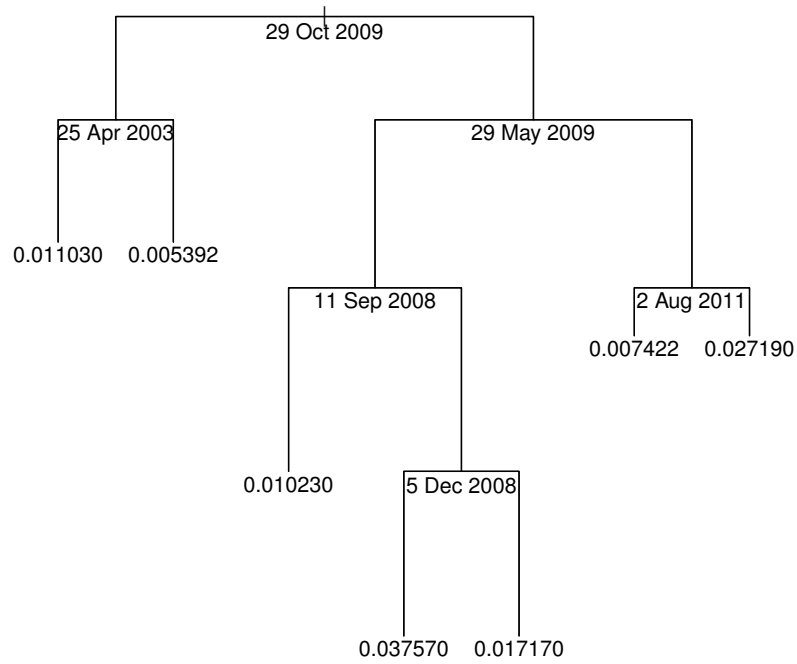 29 Oct 2009
25 Apr 2003
29 May 2009
0.011030
0.005392
11 Sep 2008
2 Aug 2011
0.007422
0.027190
0.010230
5 Dec 2008
0.037570
0.017170